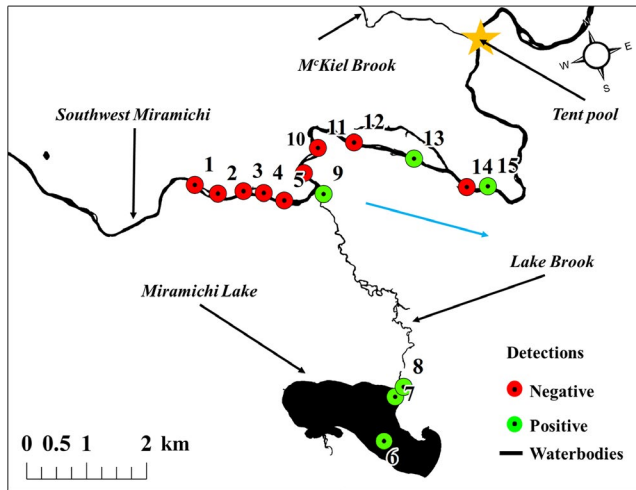 N
E
W
S
MᶜKiel Brook
Tent pool
Southwest Miramichi
10
11
12
13
14
15
1
2
3
4
5
9
Lake Brook
Miramichi Lake
8
7
6
Detections
Negative
Positive
Waterbodies
0 0.5 1 2 km